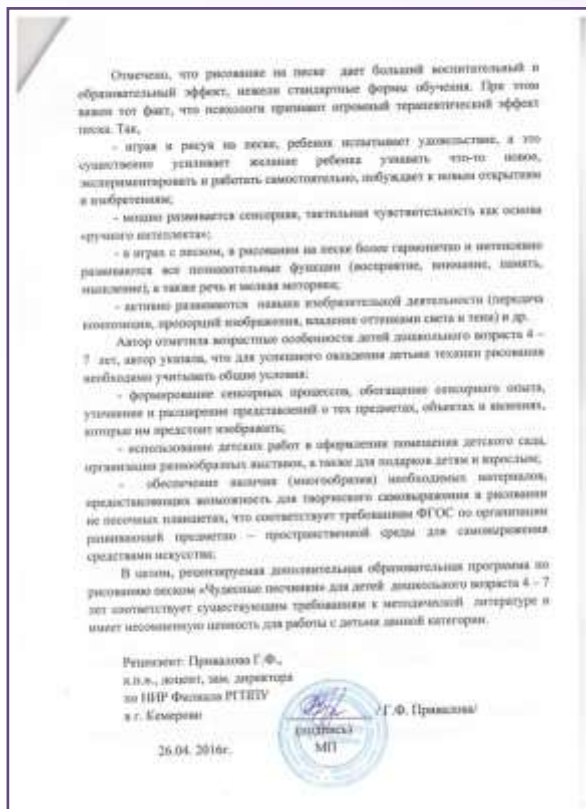 Отмечено, что рисование на песке дает больший воспитательный и
образовательный эффект, нежели стандартные формы обучения. При этом
важен тот факт, что психологи признают огромный терапевтический эффект
песка. Так,
- играя и рисуя на песке, ребенок испытывает удовольствие, а это
существенно усиливает желание ребенка узнавать что-то новое,
экспериментировать и работать самостоятельно, побуждает к новым открытиям
и изобретениям;
- мощно развивается сенсорная, тактильная чувствительность как основа
«ручного интеллекта»;
- в играх с песком, в рисовании на песке более гармонично и интенсивно
развиваются все познавательные функции (восприятие, внимание, память,
мышление), а также речь и мелкая моторика;
- активно развиваются навыки изобразительной деятельности (передача
композиции, пропорций изображения, владение оттенками света и тени) и др.
Автор отметила возрастные особенности детей дошкольного возраста 4 –
7 лет, автор указала, что для успешного овладения детьми техники рисования
необходимо учитывать общие условия:
- формирование сенсорных процессов, обогащение сенсорного опыта,
уточнение и расширение представлений о тех предметах, объектах и явлениях,
которые им предстоит изображать;
- использование детских работ в оформлении помещения детского сада,
организации разнообразных выставок, а также для подарков детям и взрослым;
- обеспечение наличия (многообразия) необходимых материалов,
предоставляющих возможность для творческого самовыражения в рисовании
не песочных планшетах, что соответствует требованиям ФГОС по организации
развивающей предметно – пространственной среды для самовыражения
средствами искусства;
В целом, рецензируемая дополнительная образовательная программа по
рисованию песком «Чудесные песчинки» для детей дошкольного возраста 4 – 7
лет соответствует существующим требованиям к методической литературе и
имеет несомненную ценность для работы с детьми данной категории.
Рецензент: Привалова Г.Ф.,
к.п.н., доцент, зам. директора
по НИР Филиала РГППУ
в г. Кемерово /Г.Ф. Привалова/
(подпись)
26.04. 2016г. МП